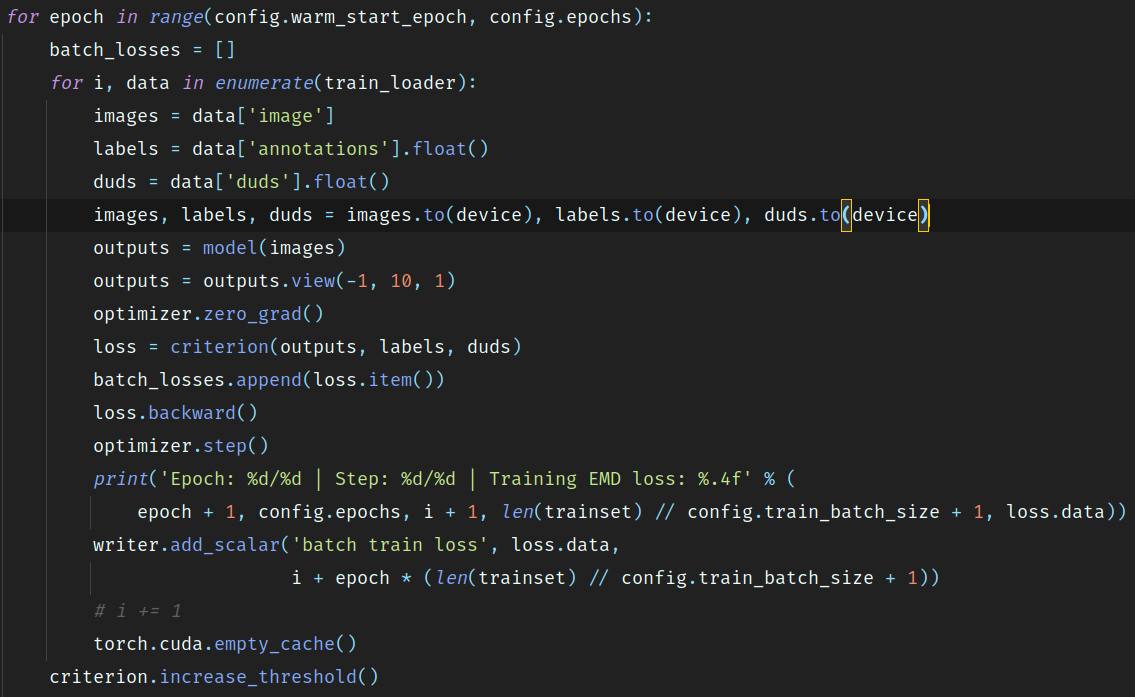 for epoch in range(config.warm_start_epoch, config.epochs):
    batch_losses = []
    for i, data in enumerate(train_loader):
        images = data['image']
        labels = data['annotations'].float()
        duds = data['duds'].float()
        images, labels, duds = images.to(device), labels.to(device), duds.to(device)
        outputs = model(images)
        outputs = outputs.view(-1, 10, 1)
        optimizer.zero_grad()
        loss = criterion(outputs, labels, duds)
        batch_losses.append(loss.item())
        loss.backward()
        optimizer.step()
        print('Epoch: %d/%d | Step: %d/%d | Training EMD loss: %.4f' % (
            epoch + 1, config.epochs, i + 1, len(trainset) // config.train_batch_size + 1, loss.data))
        writer.add_scalar('batch train loss', loss.data,
                          i + epoch * (len(trainset) // config.train_batch_size + 1))
        # i += 1
        torch.cuda.empty_cache()
    criterion.increase_threshold()